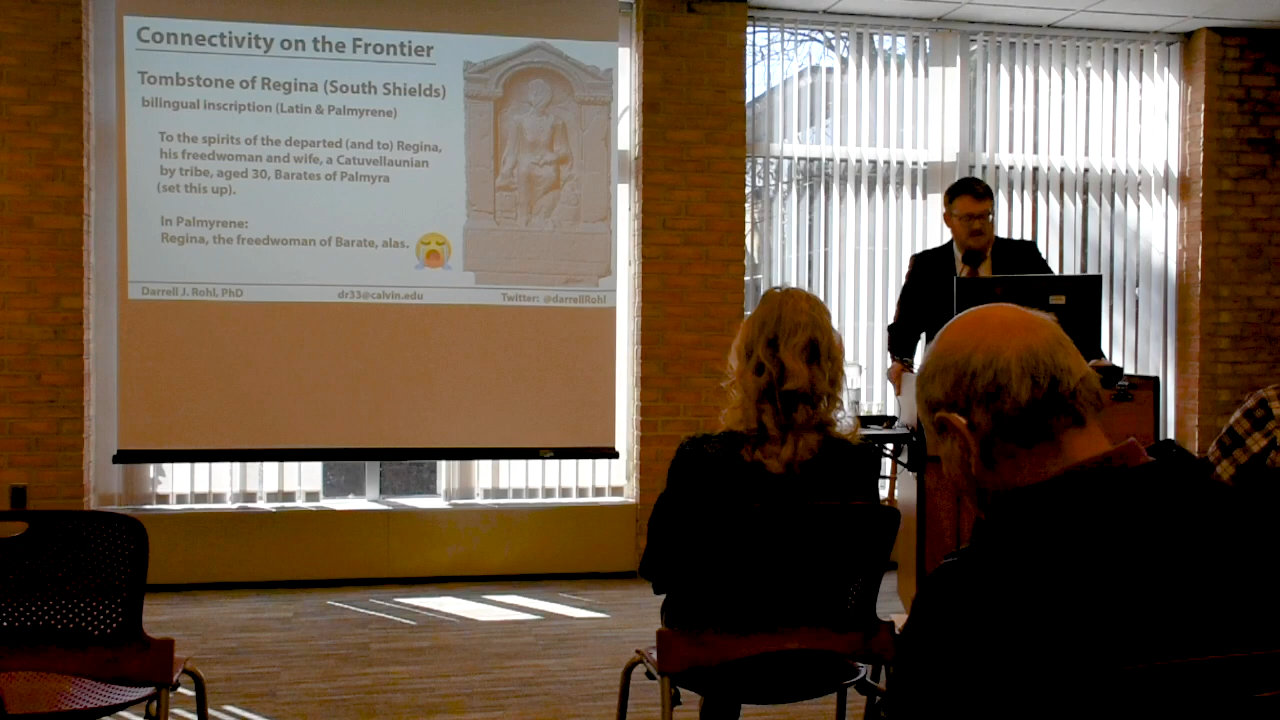 Connectivity on the Frontier
Tombstone of Regina (South Shields)
bilingual inscription (Latin & Palmyrene)
To the spirits of the departed (and to) Regina,
his freedwoman and wife, a Catuvellaunian
by tribe, aged 30, Barates of Palmyra
(set this up).
In Palmyrene:
Regina, the freedwoman of Barate, alas.
Darrell J. Rohl, PhD
dr33@calvin.edu
Twitter: @darrellRohl